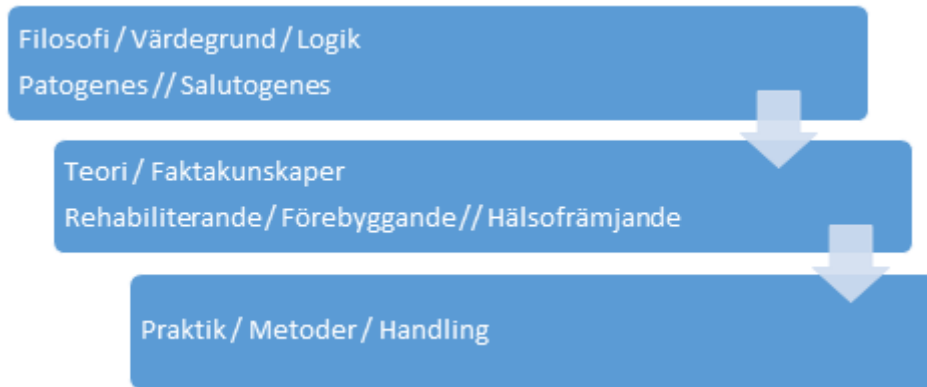 Filosofi / Värdegrund / Logik
Patogenes // Salutogenes
Teori / Faktakunskaper
Rehabiliterande / Förebyggande // Hälsofrämjande
Praktik / Metoder / Handling